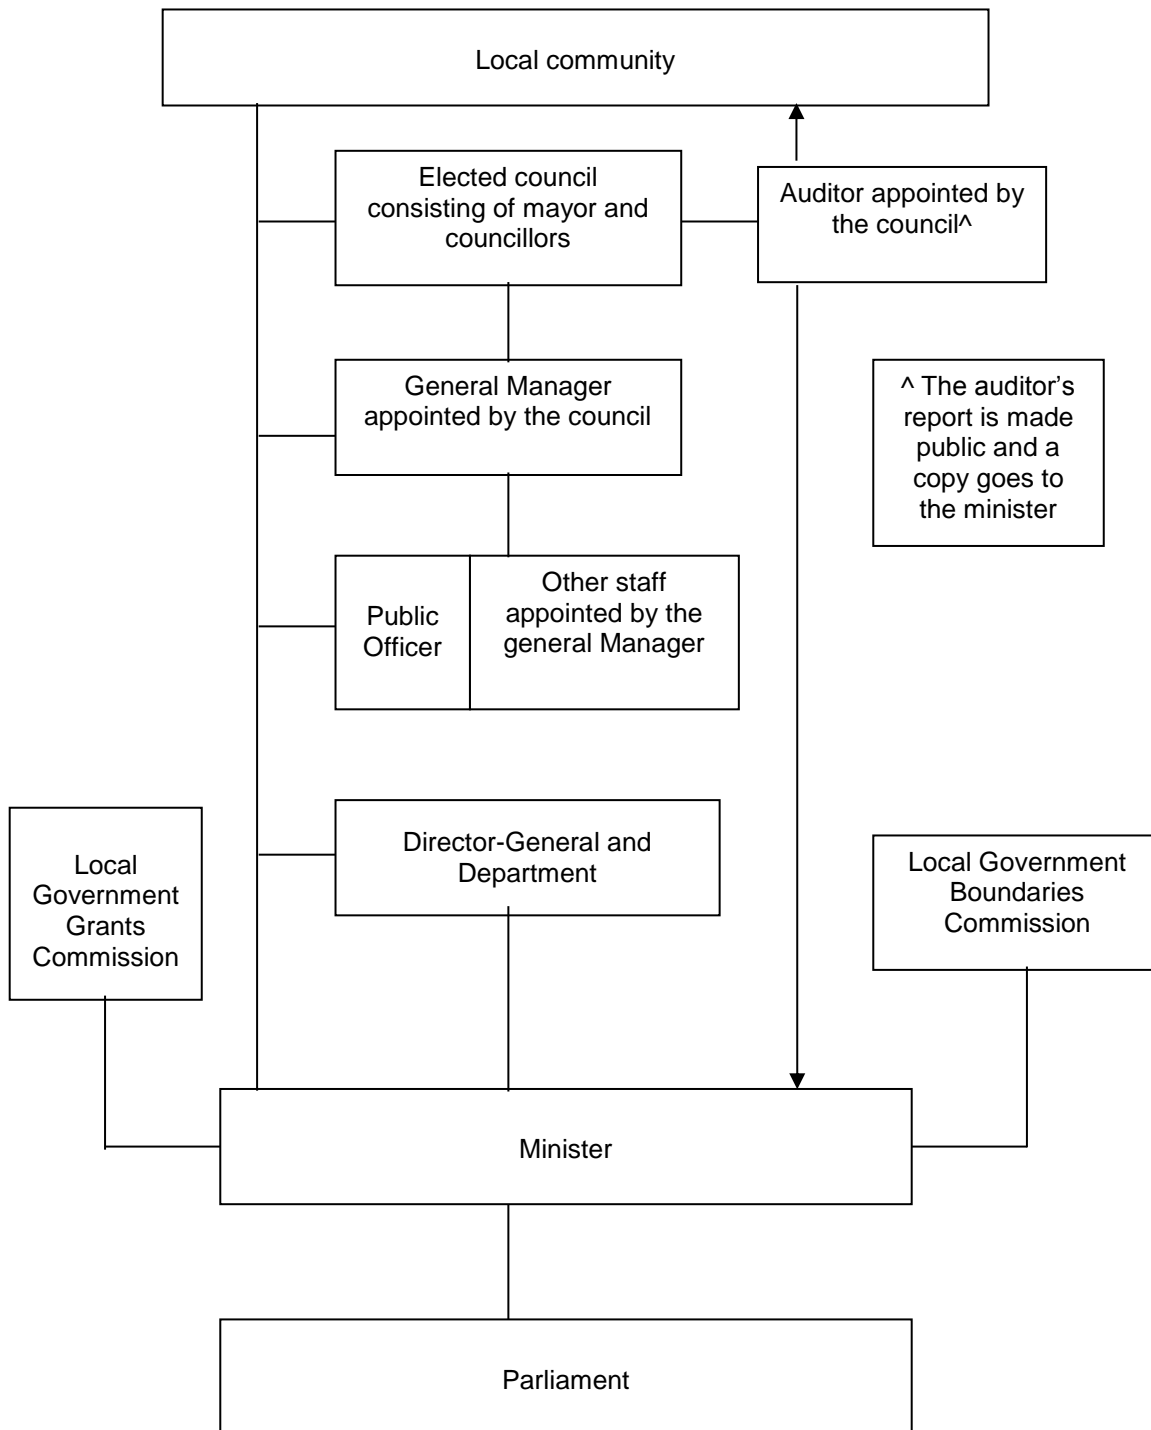 Local community
Elected council
consisting of mayor and
councillors
Auditor appointed by
the council^
General Manager
appointed by the council
^ The auditor’s
report is made
public and a
copy goes to
the minister
Public
Officer
Other staff
appointed by the
general Manager
Director-General and
Department
Local
Government
Grants
Commission
Local Government
Boundaries
Commission
Minister
Parliament